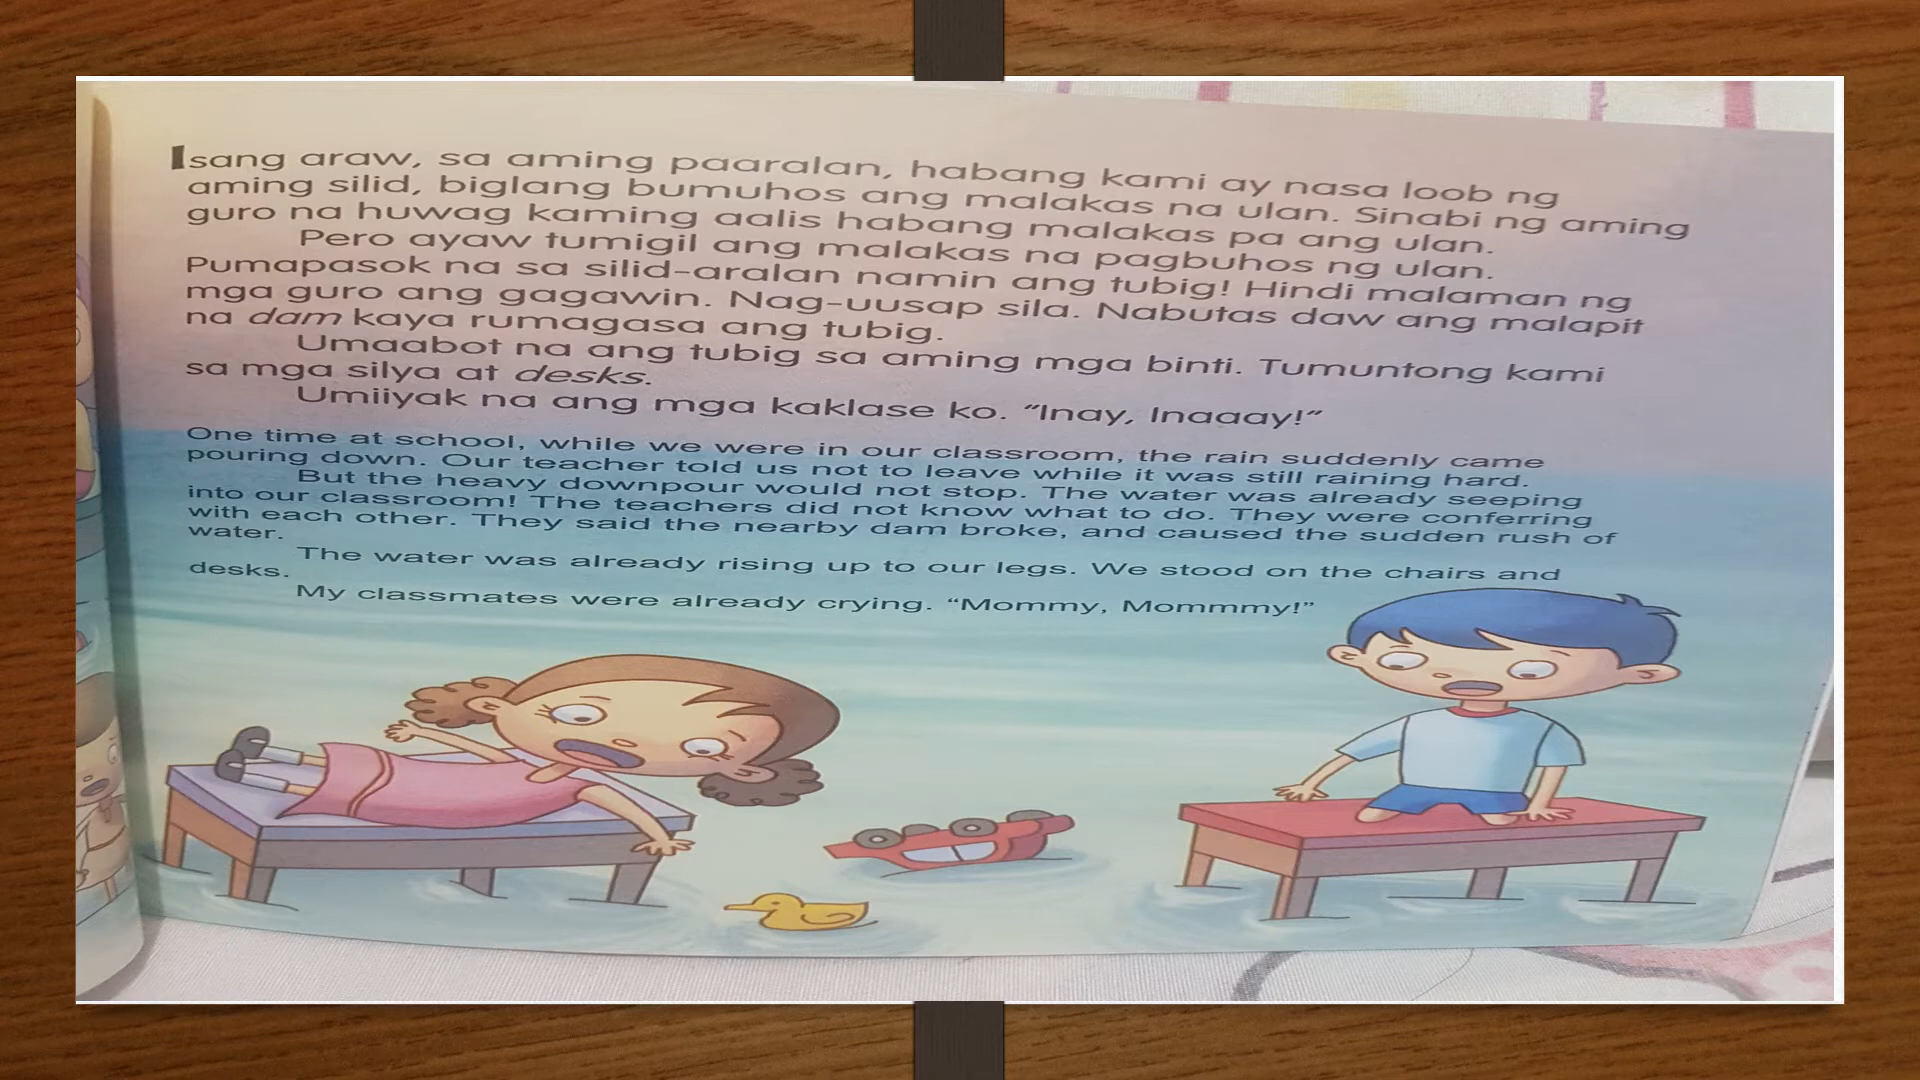 Isang araw, sa aming paaralan, habang kami ay nasa loob ng
aming silid, biglang bumuhos ang malakas na ulan. Sinabi ng aming
guro na huwag kaming aalis habang malakas pa ang ulan.
Pero ayaw tumigil ang malakas na pagbuhos ng ulan.
Pumapasok na sa silid-aralan namin ang tubig! Hindi malaman ng
mga guro ang gagawin. Nag-uusap sila. Nabutas daw ang malapit
na dam kaya rumagasa ang tubig.
Umaabot na ang tubig sa aming mga binti. Tumuntong kami
sa mga silya at desks.
Umiiyak na ang mga kaklase ko. “Inay, Inaaay!”
One time at school, while we were in our classroom, the rain suddenly came
pouring down. Our teacher told us not to leave while it was still raining hard.
But the heavy downpour would not stop. The water was already seeping
into our classroom! The teachers did not know what to do. They were conferring
with each other. They said the nearby dam broke, and caused the sudden rush of
water.
The water was already rising up to our legs. We stood on the chairs and
desks.
My classmates were already crying. “Mommy, Mommmy!”